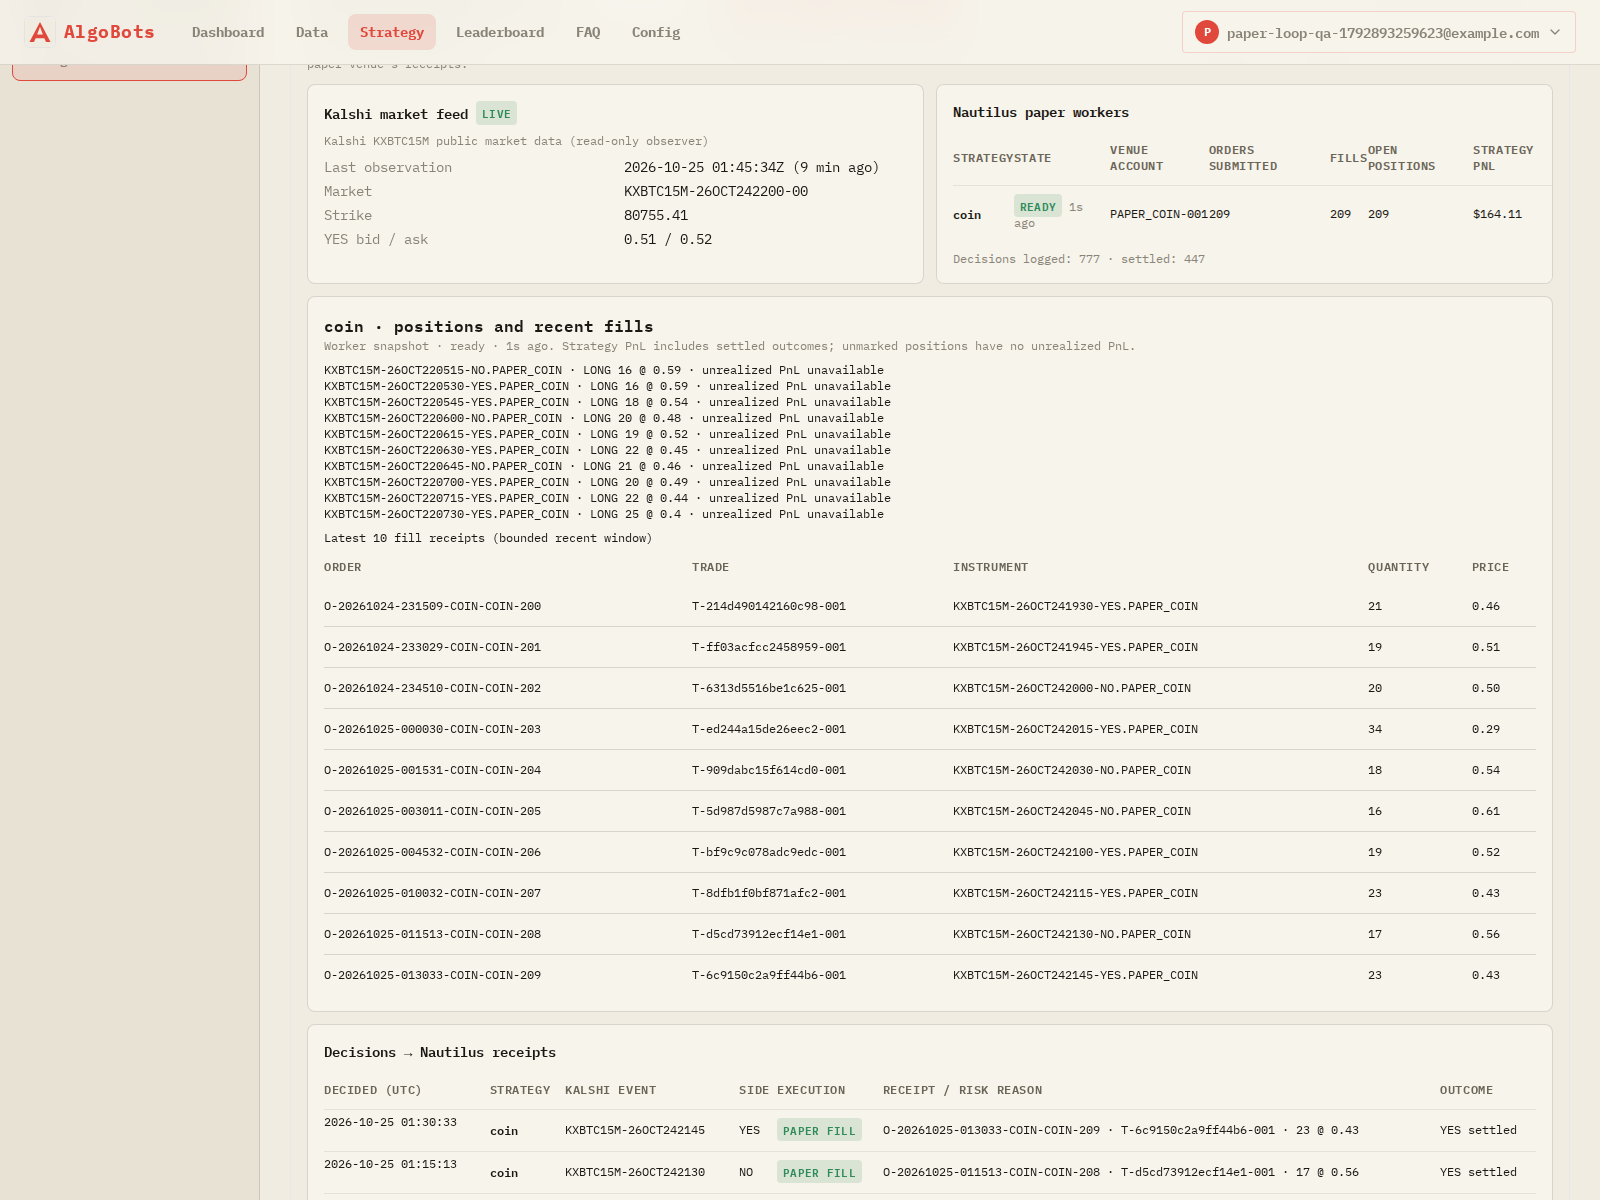 AlgoBots
Dashboard Data Strategy Leaderboard FAQ Config
P paper-loop-qa-1792893259623@example.com
paper venue's receipts.
Kalshi market feed LIVE
Kalshi KXBTC15M public market data (read-only observer)
Last observation 2026-10-25 01:45:34Z (9 min ago)
Market KXBTC15M-26OCT242200-00
Strike 80755.41
YES bid / ask 0.51 / 0.52
Nautilus paper workers
STRATEGY STATE VENUE ACCOUNT ORDERS SUBMITTED FILLS OPEN POSITIONS STRATEGY PNL
coin READY 1s ago PAPER_COIN-001 209 209 209 $164.11
Decisions logged: 777 · settled: 447
coin · positions and recent fills
Worker snapshot · ready · 1s ago. Strategy PnL includes settled outcomes; unmarked positions have no unrealized PnL.
KXBTC15M-26OCT220515-NO.PAPER_COIN · LONG 16 @ 0.59 · unrealized PnL unavailable
KXBTC15M-26OCT220530-YES.PAPER_COIN · LONG 16 @ 0.59 · unrealized PnL unavailable
KXBTC15M-26OCT220545-YES.PAPER_COIN · LONG 18 @ 0.54 · unrealized PnL unavailable
KXBTC15M-26OCT220600-NO.PAPER_COIN · LONG 20 @ 0.48 · unrealized PnL unavailable
KXBTC15M-26OCT220615-YES.PAPER_COIN · LONG 19 @ 0.52 · unrealized PnL unavailable
KXBTC15M-26OCT220630-YES.PAPER_COIN · LONG 22 @ 0.45 · unrealized PnL unavailable
KXBTC15M-26OCT220645-NO.PAPER_COIN · LONG 21 @ 0.46 · unrealized PnL unavailable
KXBTC15M-26OCT220700-YES.PAPER_COIN · LONG 20 @ 0.49 · unrealized PnL unavailable
KXBTC15M-26OCT220715-YES.PAPER_COIN · LONG 22 @ 0.44 · unrealized PnL unavailable
KXBTC15M-26OCT220730-YES.PAPER_COIN · LONG 25 @ 0.4 · unrealized PnL unavailable
Latest 10 fill receipts (bounded recent window)
ORDER TRADE INSTRUMENT QUANTITY PRICE
O-20261024-231509-COIN-COIN-200 T-214d490142160c98-001 KXBTC15M-26OCT241930-YES.PAPER_COIN 21 0.46
O-20261024-233029-COIN-COIN-201 T-ff03acfcc2458959-001 KXBTC15M-26OCT241945-YES.PAPER_COIN 19 0.51
O-20261024-234510-COIN-COIN-202 T-6313d5516be1c625-001 KXBTC15M-26OCT242000-NO.PAPER_COIN 20 0.50
O-20261025-000030-COIN-COIN-203 T-ed244a15de26eec2-001 KXBTC15M-26OCT242015-YES.PAPER_COIN 34 0.29
O-20261025-001531-COIN-COIN-204 T-909dabc15f614cd0-001 KXBTC15M-26OCT242030-NO.PAPER_COIN 18 0.54
O-20261025-003011-COIN-COIN-205 T-5d987d5987c7a988-001 KXBTC15M-26OCT242045-NO.PAPER_COIN 16 0.61
O-20261025-004532-COIN-COIN-206 T-bf9c9c078adc9edc-001 KXBTC15M-26OCT242100-YES.PAPER_COIN 19 0.52
O-20261025-010032-COIN-COIN-207 T-8dfb1f0bf871afc2-001 KXBTC15M-26OCT242115-YES.PAPER_COIN 23 0.43
O-20261025-011513-COIN-COIN-208 T-d5cd73912ecf14e1-001 KXBTC15M-26OCT242130-NO.PAPER_COIN 17 0.56
O-20261025-013033-COIN-COIN-209 T-6c9150c2a9ff44b6-001 KXBTC15M-26OCT242145-YES.PAPER_COIN 23 0.43
Decisions → Nautilus receipts
DECIDED (UTC) STRATEGY KALSHI EVENT SIDE EXECUTION RECEIPT / RISK REASON OUTCOME
2026-10-25 01:30:33 coin KXBTC15M-26OCT242145 YES PAPER FILL O-20261025-013033-COIN-COIN-209 · T-6c9150c2a9ff44b6-001 · 23 @ 0.43 YES settled
2026-10-25 01:15:13 coin KXBTC15M-26OCT242130 NO PAPER FILL O-20261025-011513-COIN-COIN-208 · T-d5cd73912ecf14e1-001 · 17 @ 0.56 YES settled